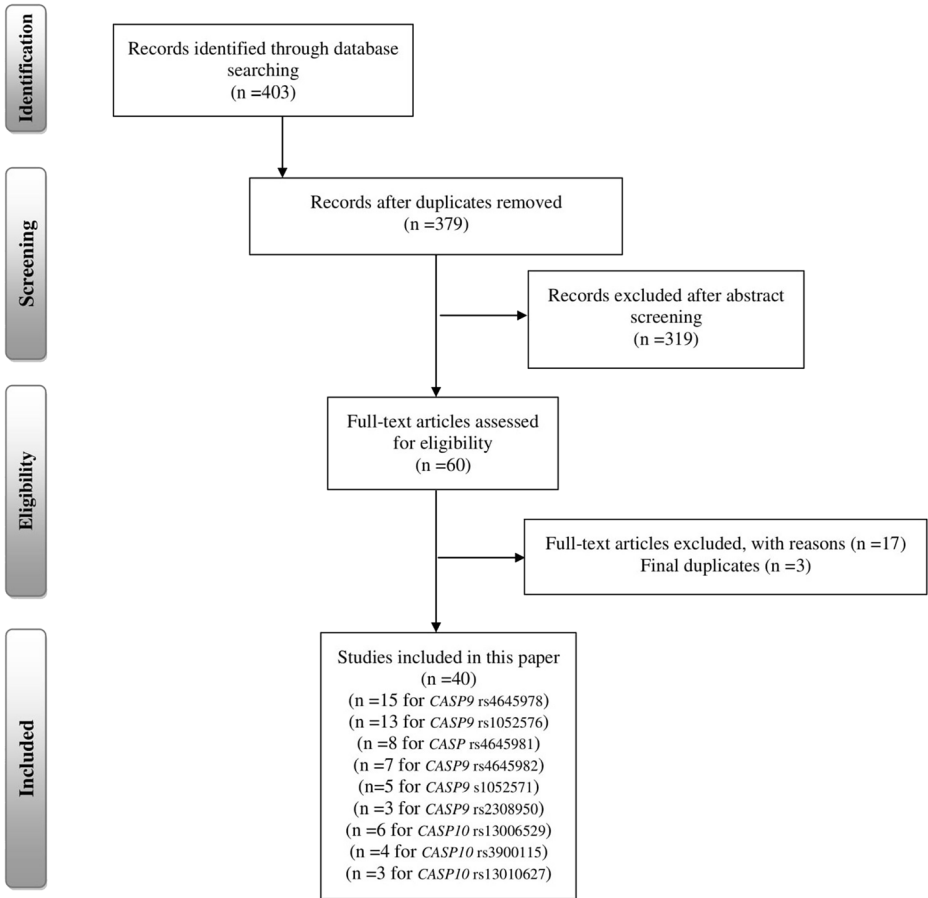 Identification
Records identified through database
searching
(n =403)
Screening
Records after duplicates removed
(n =379)
Records excluded after abstract
screening
(n =319)
Eligibility
Full-text articles assessed
for eligibility
(n =60)
Full-text articles excluded, with reasons (n =17)
Final duplicates (n =3)
Included
Studies included in this paper
(n =40)
(n =15 for CASP9 rs4645978)
(n =13 for CASP9 rs1052576)
(n =8 for CASP rs4645981)
(n =7 for CASP9 rs4645982)
(n=5 for CASP9 s1052571)
(n =3 for CASP9 rs2308950)
(n =6 for CASP10 rs13006529)
(n =4 for CASP10 rs3900115)
(n =3 for CASP10 rs13010627)